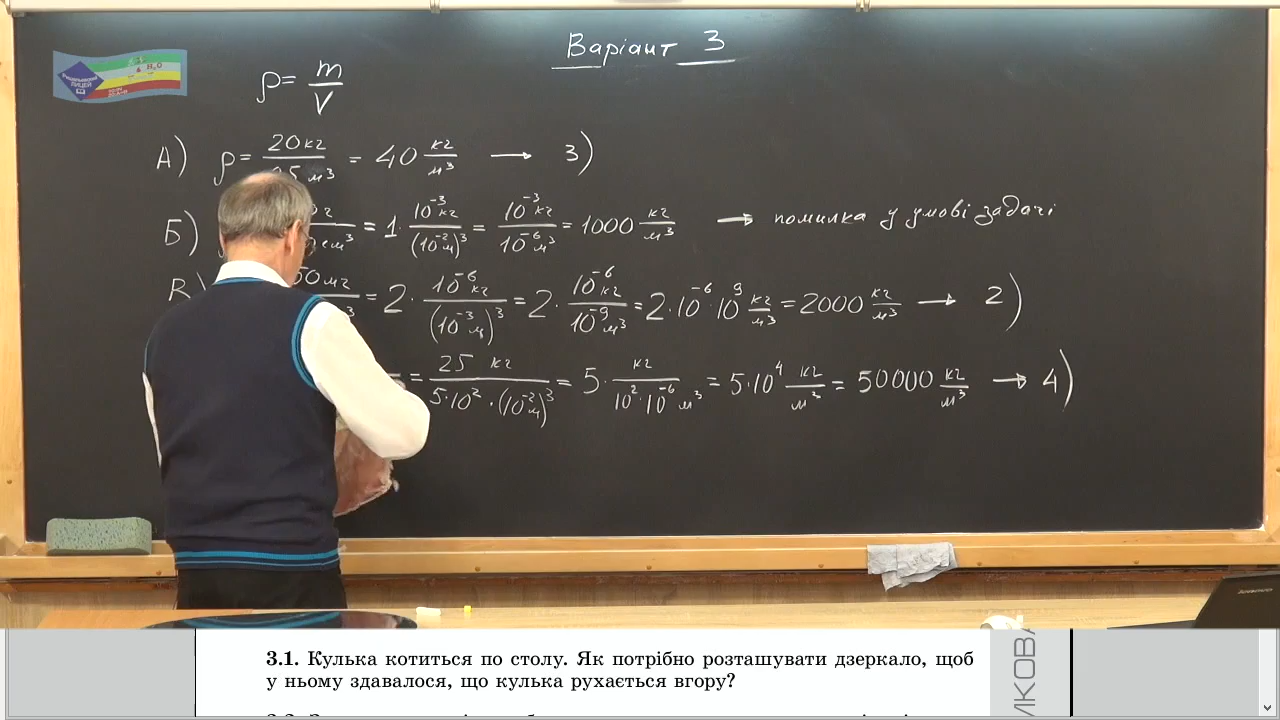 Варіант 3
ρ = m/V
А) ρ = 20кг/ м³ = 40 кг/м³ → 3)
Б) = 1·10⁻³кг/(10⁻²м)³ = 10⁻³кг/10⁻⁶м³ = 1000 кг/м³ → помилка у умові задачі
В) = 2·10⁻⁶кг/(10⁻³м)³ = 2·10⁻⁶кг/10⁻⁹м³ = 2·10⁻⁶·10⁹ кг/м³ = 2000 кг/м³ → 2)
= 25 кг/5·10²·(10⁻²м)³ = 5·кг/10²·10⁻⁶м³ = 5·10⁴ кг/м³ = 50000 кг/м³ → 4)
3.1. Кулька котиться по столу. Як потрібно розташувати дзеркало, щоб
у ньому здавалося, що кулька рухається вгору?